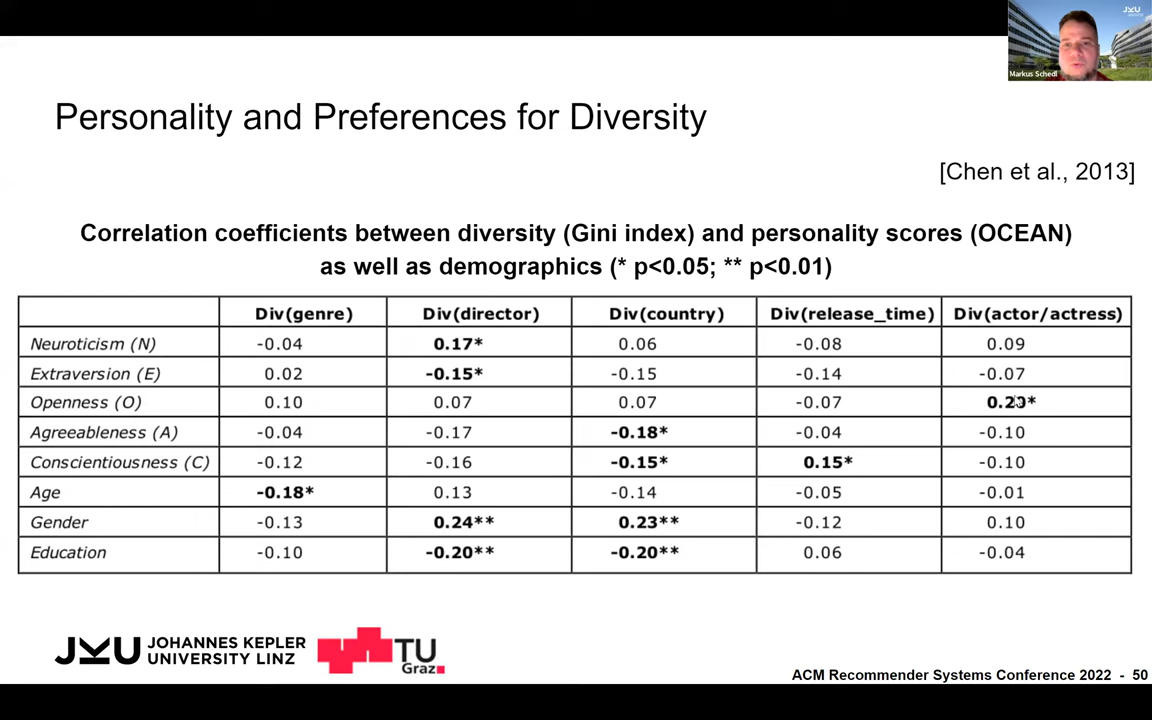 JKU
Markus Schedl
Personality and Preferences for Diversity
[Chen et al., 2013]
Correlation coefficients between diversity (Gini index) and personality scores (OCEAN)
as well as demographics (* p<0.05; ** p<0.01)
Div(genre) Div(director) Div(country) Div(release_time) Div(actor/actress)
Neuroticism (N) -0.04 0.17* 0.06 -0.08 0.09
Extraversion (E) 0.02 -0.15* -0.15 -0.14 -0.07
Openness (O) 0.10 0.07 0.07 -0.07 0.20*
Agreeableness (A) -0.04 -0.17 -0.18* -0.04 -0.10
Conscientiousness (C) -0.12 -0.16 -0.15* 0.15* -0.10
Age -0.18* 0.13 -0.14 -0.05 -0.01
Gender -0.13 0.24** 0.23** -0.12 0.10
Education -0.10 -0.20** -0.20** 0.06 -0.04
JKU JOHANNES KEPLER
UNIVERSITY LINZ
TU
Graz
ACM Recommender Systems Conference 2022 - 50